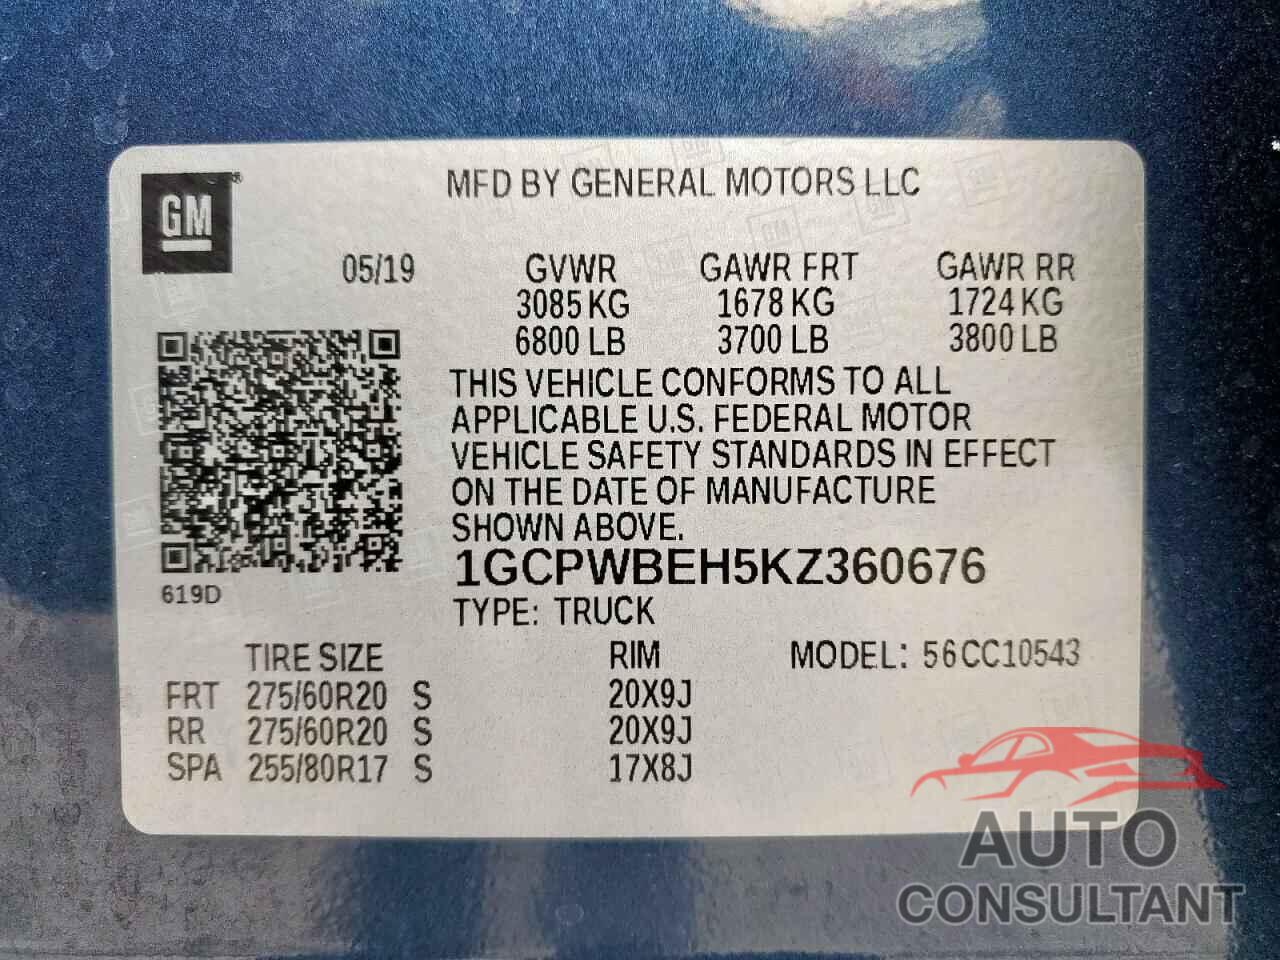 MFD BY GENERAL MOTORS LLC
GM®
05/19 GVWR GAWR FRT GAWR RR
3085 KG 1678 KG 1724 KG
6800 LB 3700 LB 3800 LB
THIS VEHICLE CONFORMS TO ALL
APPLICABLE U.S. FEDERAL MOTOR
VEHICLE SAFETY STANDARDS IN EFFECT
ON THE DATE OF MANUFACTURE
SHOWN ABOVE.
1GCPWBEH5KZ360676
619D
TYPE: TRUCK
TIRE SIZE RIM MODEL: 56CC10543
FRT 275/60R20 S 20X9J
RR 275/60R20 S 20X9J
SPA 255/80R17 S 17X8J
AUTO
CONSULTANT